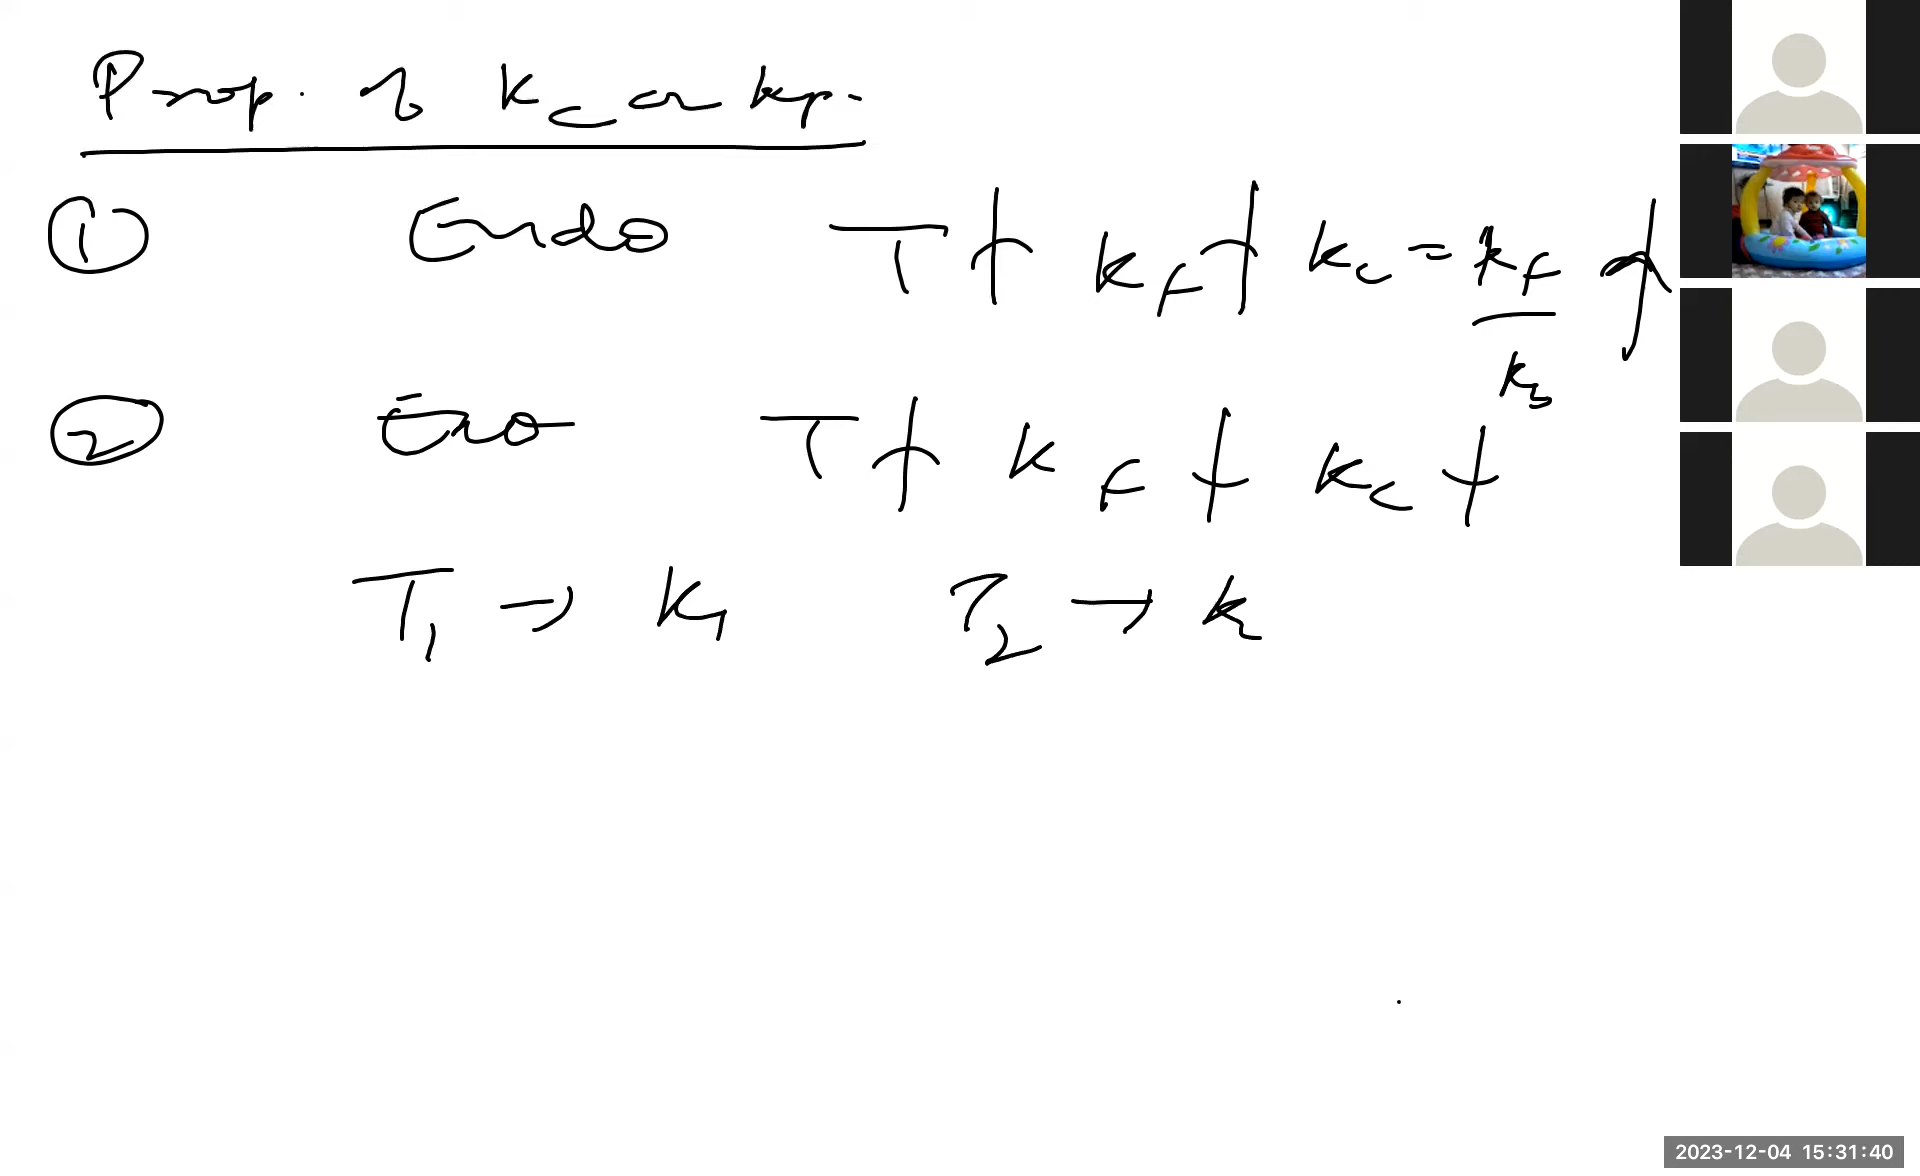 Prop. of Kc or kp.
① Endo T↑ KF↑ Kc = kF/kb ↑
② Exo T↑ KF↓ Kc↓
T1 → K1 T2 → K2
2023-12-04 15:31:40